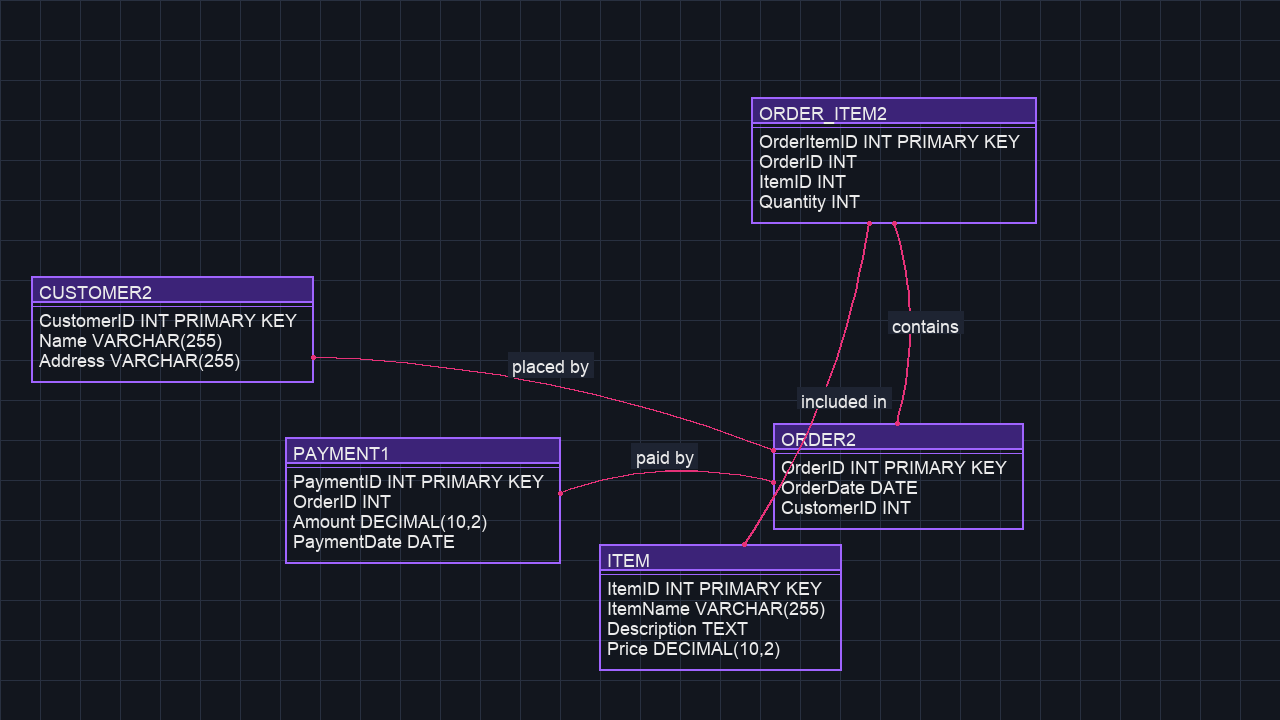 ORDER_ITEM2
OrderItemID INT PRIMARY KEY
OrderID INT
ItemID INT
Quantity INT
CUSTOMER2
CustomerID INT PRIMARY KEY
Name VARCHAR(255)
Address VARCHAR(255)
contains
placed by
included in
ORDER2
OrderID INT PRIMARY KEY
OrderDate DATE
CustomerID INT
paid by
PAYMENT1
PaymentID INT PRIMARY KEY
OrderID INT
Amount DECIMAL(10,2)
PaymentDate DATE
ITEM
ItemID INT PRIMARY KEY
ItemName VARCHAR(255)
Description TEXT
Price DECIMAL(10,2)